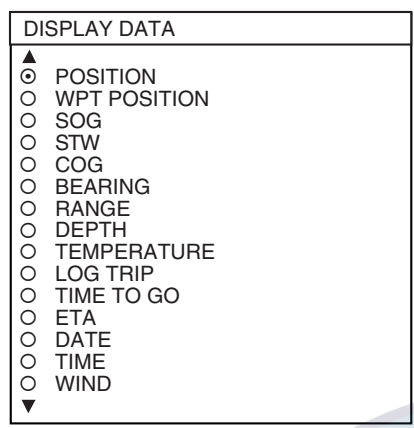 DISPLAY DATA
POSITION
WPT POSITION
SOG
STW
COG
BEARING
RANGE
DEPTH
TEMPERATURE
LOG TRIP
TIME TO GO
ETA
DATE
TIME
WIND